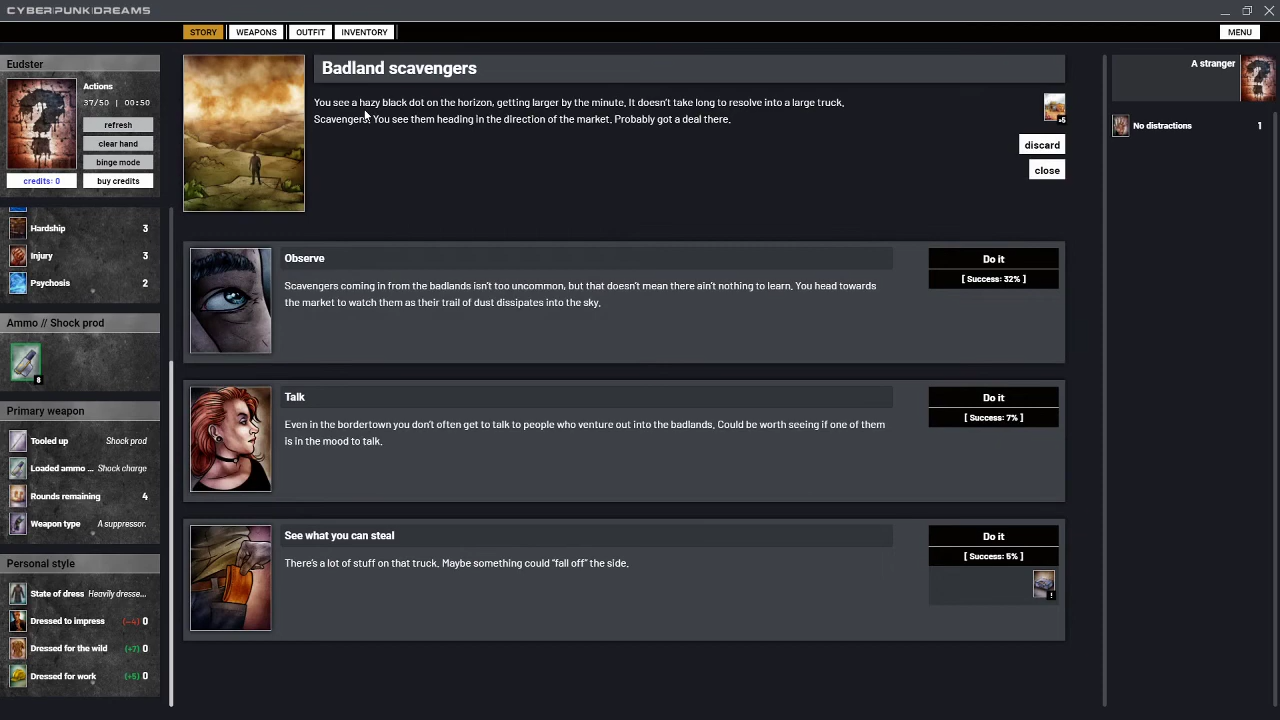 CYBER|PUNK|DREAMS
STORY
WEAPONS
OUTFIT
INVENTORY
MENU
Eudster
Actions
37/50 | 00:50
refresh
clear hand
binge mode
credits: 0
buy credits
Hardship 3
Injury 3
Psychosis 2
Ammo // Shock prod
8
Primary weapon
Tooled up Shock prod
Loaded ammo ... Shock charge
Rounds remaining 4
Weapon type A suppressor.
Personal style
State of dress Heavily dresse...
Dressed to impress (−4) 0
Dressed for the wild (+7) 0
Dressed for work (+5) 0
Badland scavengers
You see a hazy black dot on the horizon, getting larger by the minute. It doesn't take long to resolve into a large truck.
Scavengers. You see them heading in the direction of the market. Probably got a deal there.
+5
discard
close
Observe
Scavengers coming in from the badlands isn't too uncommon, but that doesn't mean there ain't nothing to learn. You head towards
the market to watch them as their trail of dust dissipates into the sky.
Do it
[ Success: 32% ]
Talk
Even in the bordertown you don't often get to talk to people who venture out into the badlands. Could be worth seeing if one of them
is in the mood to talk.
Do it
[ Success: 7% ]
See what you can steal
There's a lot of stuff on that truck. Maybe something could "fall off" the side.
Do it
[ Success: 5% ]
!
A stranger
No distractions 1